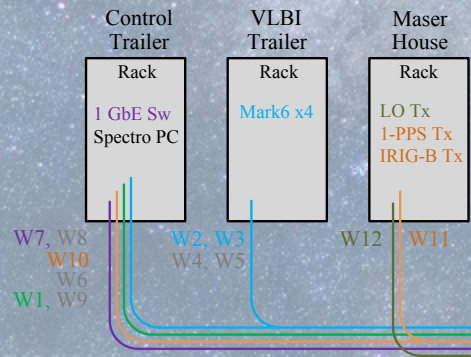 Control
Trailer
Rack
1 GbE Sw
Spectro PC
W7, W8
W10
W6
W1, W9
VLBI
Trailer
Rack
Mark6 x4
W2, W3
W4, W5
Maser
House
Rack
LO Tx
1-PPS Tx
IRIG-B Tx
W12
W11